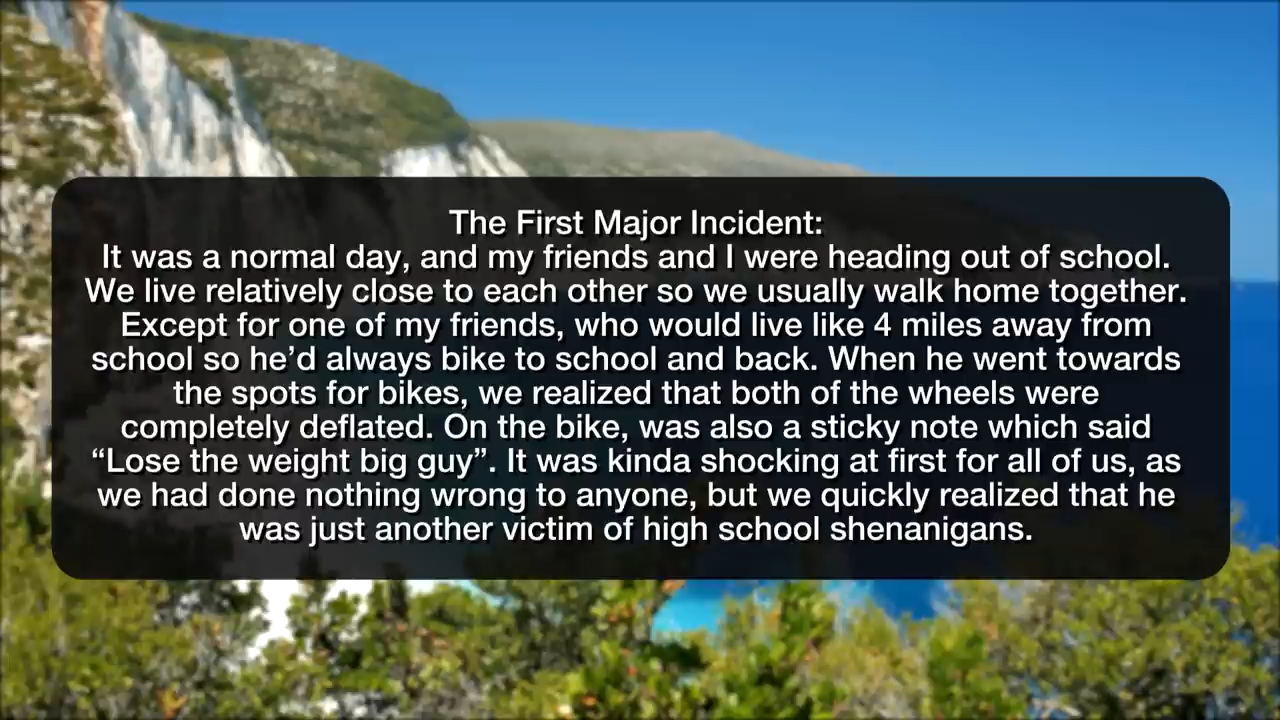 The First Major Incident:
It was a normal day, and my friends and I were heading out of school.
We live relatively close to each other so we usually walk home together.
Except for one of my friends, who would live like 4 miles away from
school so he’d always bike to school and back. When he went towards
the spots for bikes, we realized that both of the wheels were
completely deflated. On the bike, was also a sticky note which said
“Lose the weight big guy”. It was kinda shocking at first for all of us, as
we had done nothing wrong to anyone, but we quickly realized that he
was just another victim of high school shenanigans.